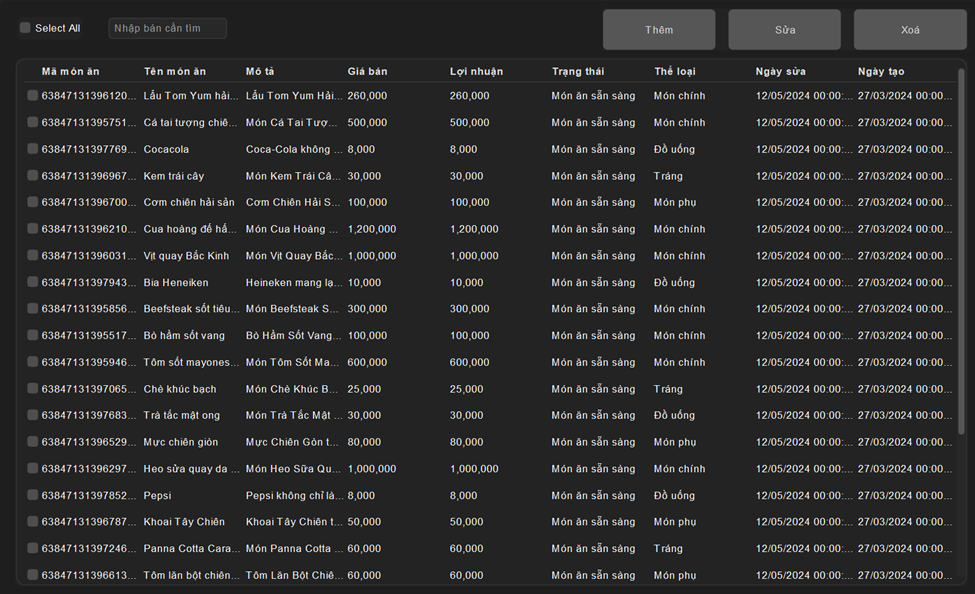 Select All Nhập bán cần tìm Thêm Sửa Xoá
Mã món ăn Tên món ăn Mô tả Giá bán Lợi nhuận Trạng thái Thể loại Ngày sửa Ngày tạo
63847131396120... Lẩu Tom Yum hải... Lẩu Tom Yum Hải... 260,000 260,000 Món ăn sẵn sàng Món chính 12/05/2024 00:00:... 27/03/2024 00:00...
63847131395751... Cá tai tượng chiê... Món Cá Tai Tượ... 500,000 500,000 Món ăn sẵn sàng Món chính 12/05/2024 00:00:... 27/03/2024 00:00...
63847131397769... Cocacola Coca-Cola không ... 8,000 8,000 Món ăn sẵn sàng Đồ uống 12/05/2024 00:00:... 27/03/2024 00:00...
63847131396967... Kem trái cây Món Kem Trái Câ... 30,000 30,000 Món ăn sẵn sàng Tráng 12/05/2024 00:00:... 27/03/2024 00:00...
63847131396700... Cơm chiên hải sản Cơm Chiên Hải S... 100,000 100,000 Món ăn sẵn sàng Món phụ 12/05/2024 00:00:... 27/03/2024 00:00...
63847131396210... Cua hoàng đế hấ... Món Cua Hoàng ... 1,200,000 1,200,000 Món ăn sẵn sàng Món chính 12/05/2024 00:00:... 27/03/2024 00:00...
63847131396031... Vịt quay Bắc Kinh Món Vịt Quay Bắc... 1,000,000 1,000,000 Món ăn sẵn sàng Món chính 12/05/2024 00:00:... 27/03/2024 00:00...
63847131397943... Bia Heneiken Heineken mang lạ... 10,000 10,000 Món ăn sẵn sàng Đồ uống 12/05/2024 00:00:... 27/03/2024 00:00...
63847131395856... Beefsteak sốt tiêu... Món Beefsteak S... 300,000 300,000 Món ăn sẵn sàng Món chính 12/05/2024 00:00:... 27/03/2024 00:00...
63847131395517... Bò hầm sốt vang Bò Hầm Sốt Vang... 100,000 100,000 Món ăn sẵn sàng Món chính 12/05/2024 00:00:... 27/03/2024 00:00...
63847131395946... Tôm sốt mayones... Món Tôm Sốt Ma... 600,000 600,000 Món ăn sẵn sàng Món chính 12/05/2024 00:00:... 27/03/2024 00:00...
63847131397065... Chè khúc bạch Món Chè Khúc B... 25,000 25,000 Món ăn sẵn sàng Tráng 12/05/2024 00:00:... 27/03/2024 00:00...
63847131397683... Trà tắc mật ong Món Trà Tắc Mật ... 30,000 30,000 Món ăn sẵn sàng Đồ uống 12/05/2024 00:00:... 27/03/2024 00:00...
63847131396529... Mực chiên giòn Mực Chiên Gòn t... 80,000 80,000 Món ăn sẵn sàng Món phụ 12/05/2024 00:00:... 27/03/2024 00:00...
63847131396297... Heo sữa quay da ... Món Heo Sữa Qu... 1,000,000 1,000,000 Món ăn sẵn sàng Món chính 12/05/2024 00:00:... 27/03/2024 00:00...
63847131397852... Pepsi Pepsi không chỉ là... 8,000 8,000 Món ăn sẵn sàng Đồ uống 12/05/2024 00:00:... 27/03/2024 00:00...
63847131396787... Khoai Tây Chiên Khoai Tây Chiên t... 50,000 50,000 Món ăn sẵn sàng Món phụ 12/05/2024 00:00:... 27/03/2024 00:00...
63847131397246... Panna Cotta Cara... Món Panna Cotta ... 60,000 60,000 Món ăn sẵn sàng Tráng 12/05/2024 00:00:... 27/03/2024 00:00...
63847131396613... Tôm lăn bột chiên... Tôm Lăn Bột Chiê... 60,000 60,000 Món ăn sẵn sàng Món phụ 12/05/2024 00:00:... 27/03/2024 00:00...